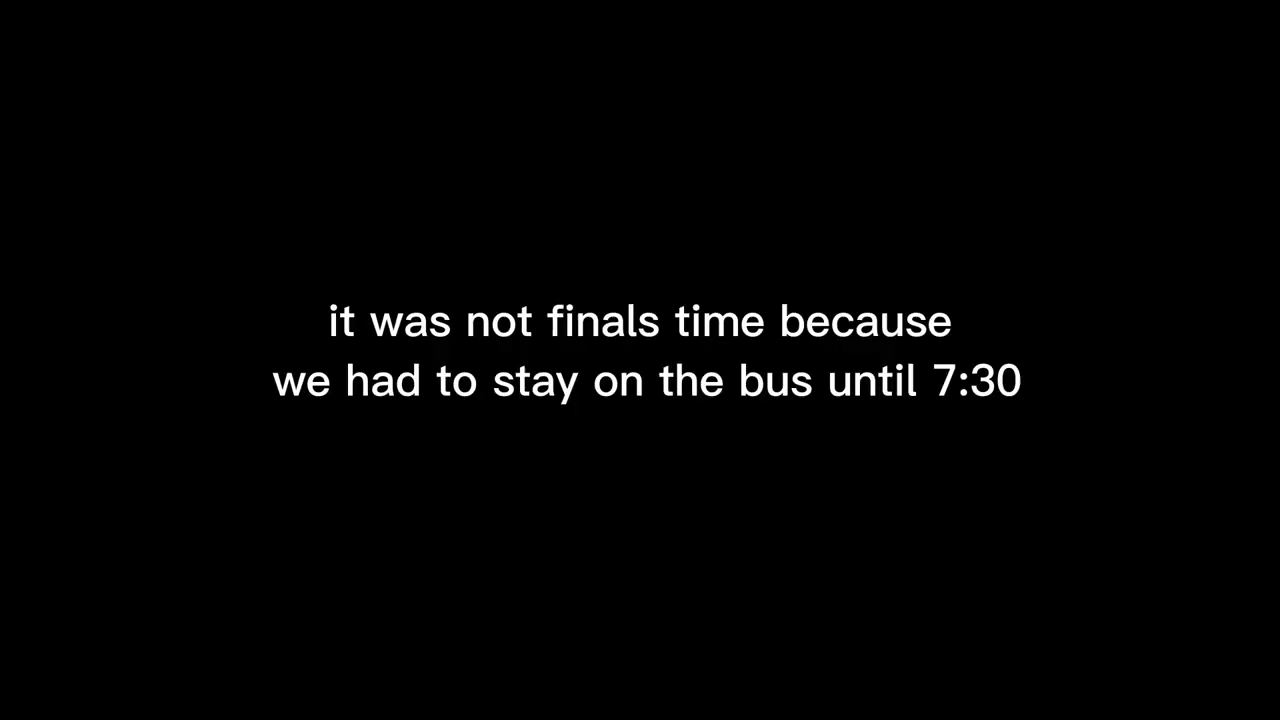 it was not finals time because
we had to stay on the bus until 7:30